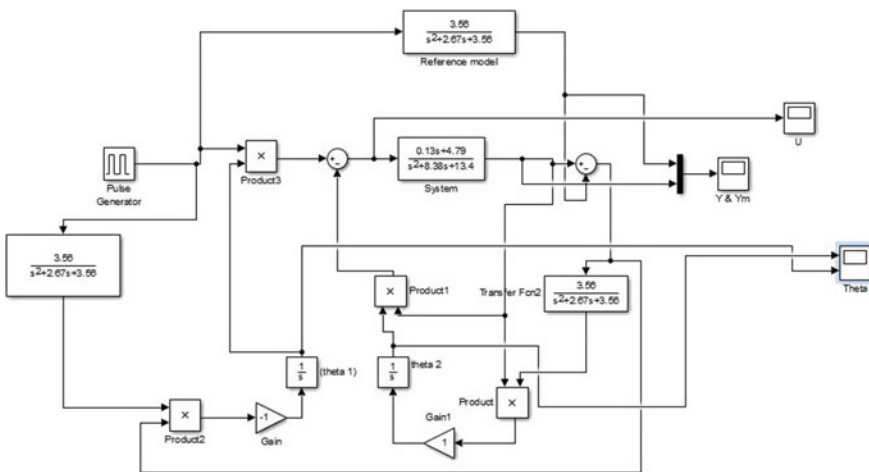 3.56
s²+2.67s+3.56
Reference model
U
×
Product3
+
-
0.13s+4.79
s²+8.38s+13.4
System
+
-
Y & Ym
Pulse
Generator
3.56
s²+2.67s+3.56
×
Product1
Transfer Fcn2
3.56
s²+2.67s+3.56
Theta
1
s
(theta 1)
1
s
theta 2
×
Product2
-1
Gain
Gain1
1
Product
×